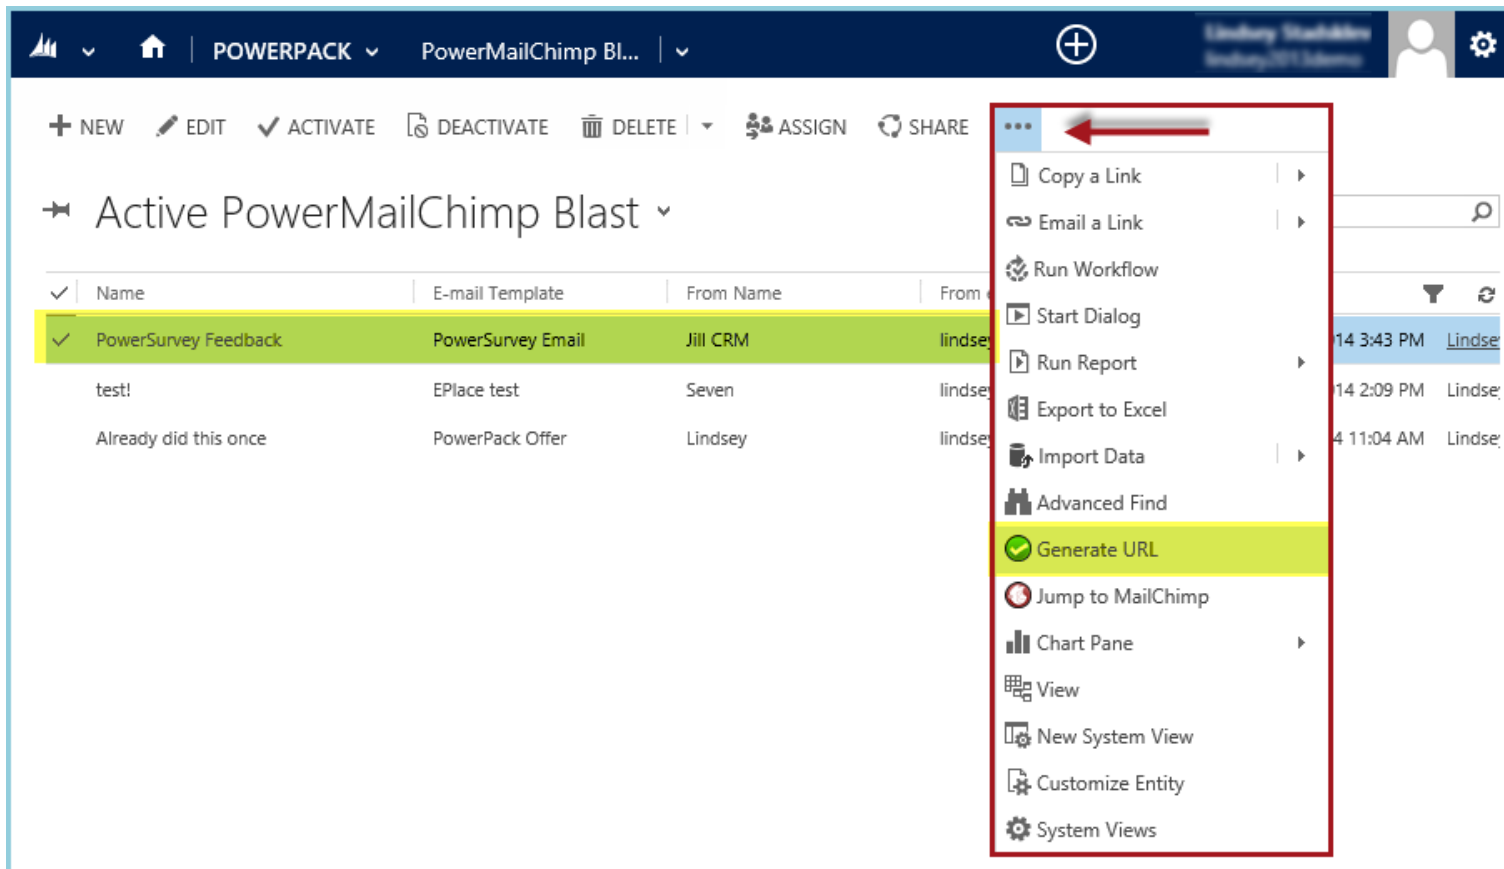 POWERPACK PowerMailChimp Bl...
NEW EDIT ACTIVATE DEACTIVATE DELETE ASSIGN SHARE •••
Copy a Link
Active PowerMailChimp Blast
Email a Link
Run Workflow
Name E-mail Template From Name From
Start Dialog
PowerSurvey Feedback PowerSurvey Email Jill CRM lindsey 14 3:43 PM Lindse
Run Report
test! EPlace test Seven lindsey 14 2:09 PM Lindsey
Export to Excel
Already did this once PowerPack Offer Lindsey lindsey 4 11:04 AM Lindsey
Import Data
Advanced Find
Generate URL
Jump to MailChimp
Chart Pane
View
New System View
Customize Entity
System Views